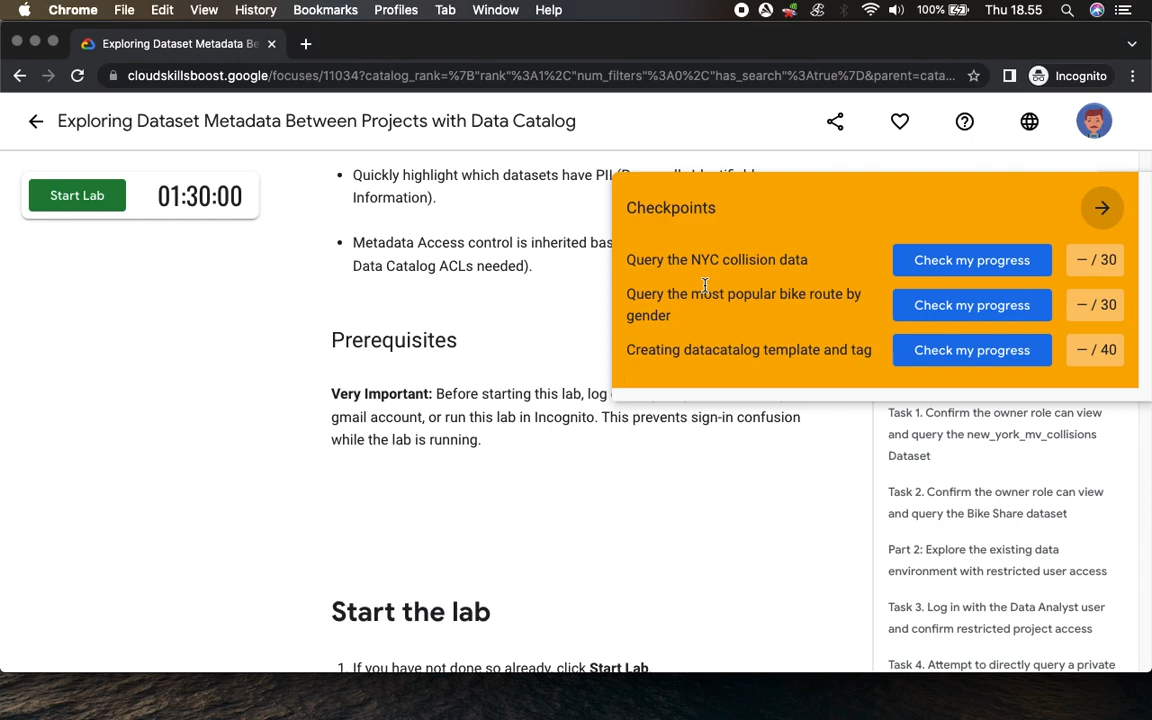 Chrome File Edit View History Bookmarks Profiles Tab Window Help 100% Thu 18.55
Exploring Dataset Metadata Be
cloudskillsboost.google/focuses/11034?catalog_rank=%7B"rank"%3A1%2C"num_filters"%3A0%2C"has_search"%3Atrue%7D&parent=cata... Incognito
Exploring Dataset Metadata Between Projects with Data Catalog
Start Lab 01:30:00
Quickly highlight which datasets have PII
Information).
Metadata Access control is inherited bas
Data Catalog ACLs needed).
Prerequisites
Very Important: Before starting this lab, log
gmail account, or run this lab in Incognito. This prevents sign-in confusion
while the lab is running.
Start the lab
1. If you have not done so already, click Start Lab
Checkpoints
Query the NYC collision data Check my progress – / 30
Query the most popular bike route by
gender Check my progress – / 30
Creating datacatalog template and tag Check my progress – / 40
Task 1. Confirm the owner role can view
and query the new_york_mv_collisions
Dataset
Task 2. Confirm the owner role can view
and query the Bike Share dataset
Part 2: Explore the existing data
environment with restricted user access
Task 3. Log in with the Data Analyst user
and confirm restricted project access
Task 4. Attempt to directly query a private